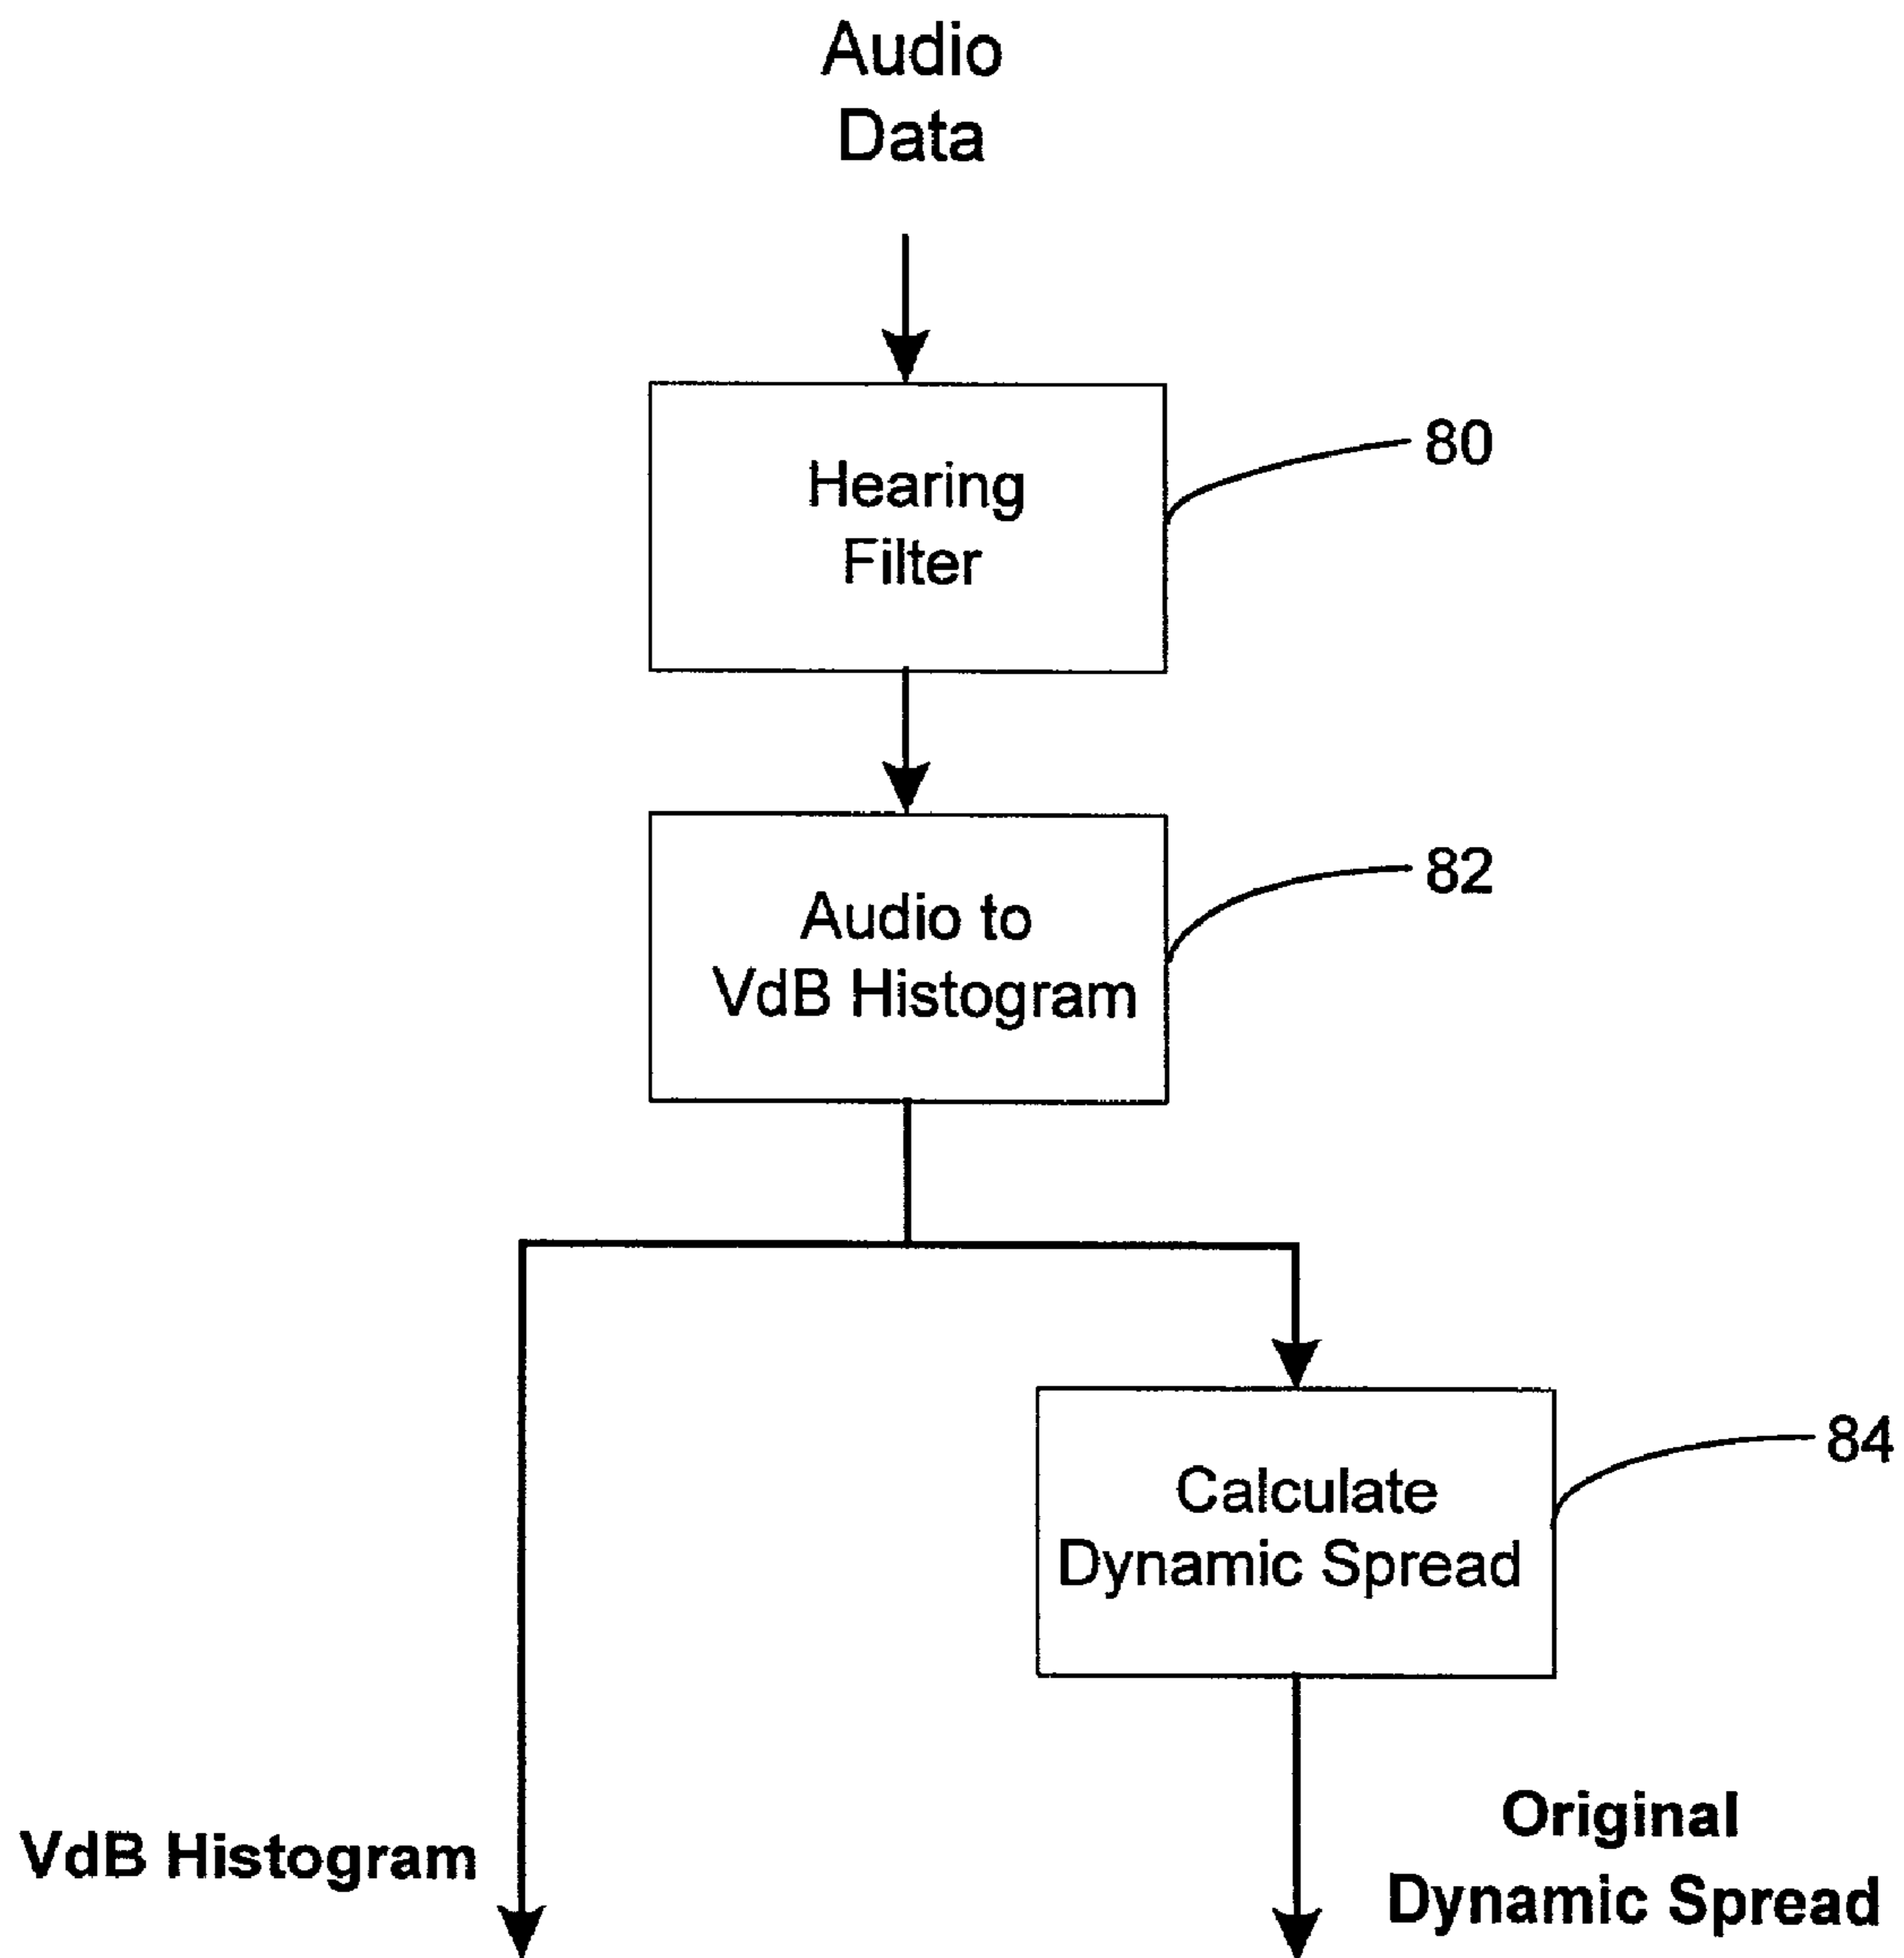 Audio
Data
80
Hearing
Filter
82
Audio to
VdB Histogram
84
Calculate
Dynamic Spread
VdB Histogram
Original
Dynamic Spread